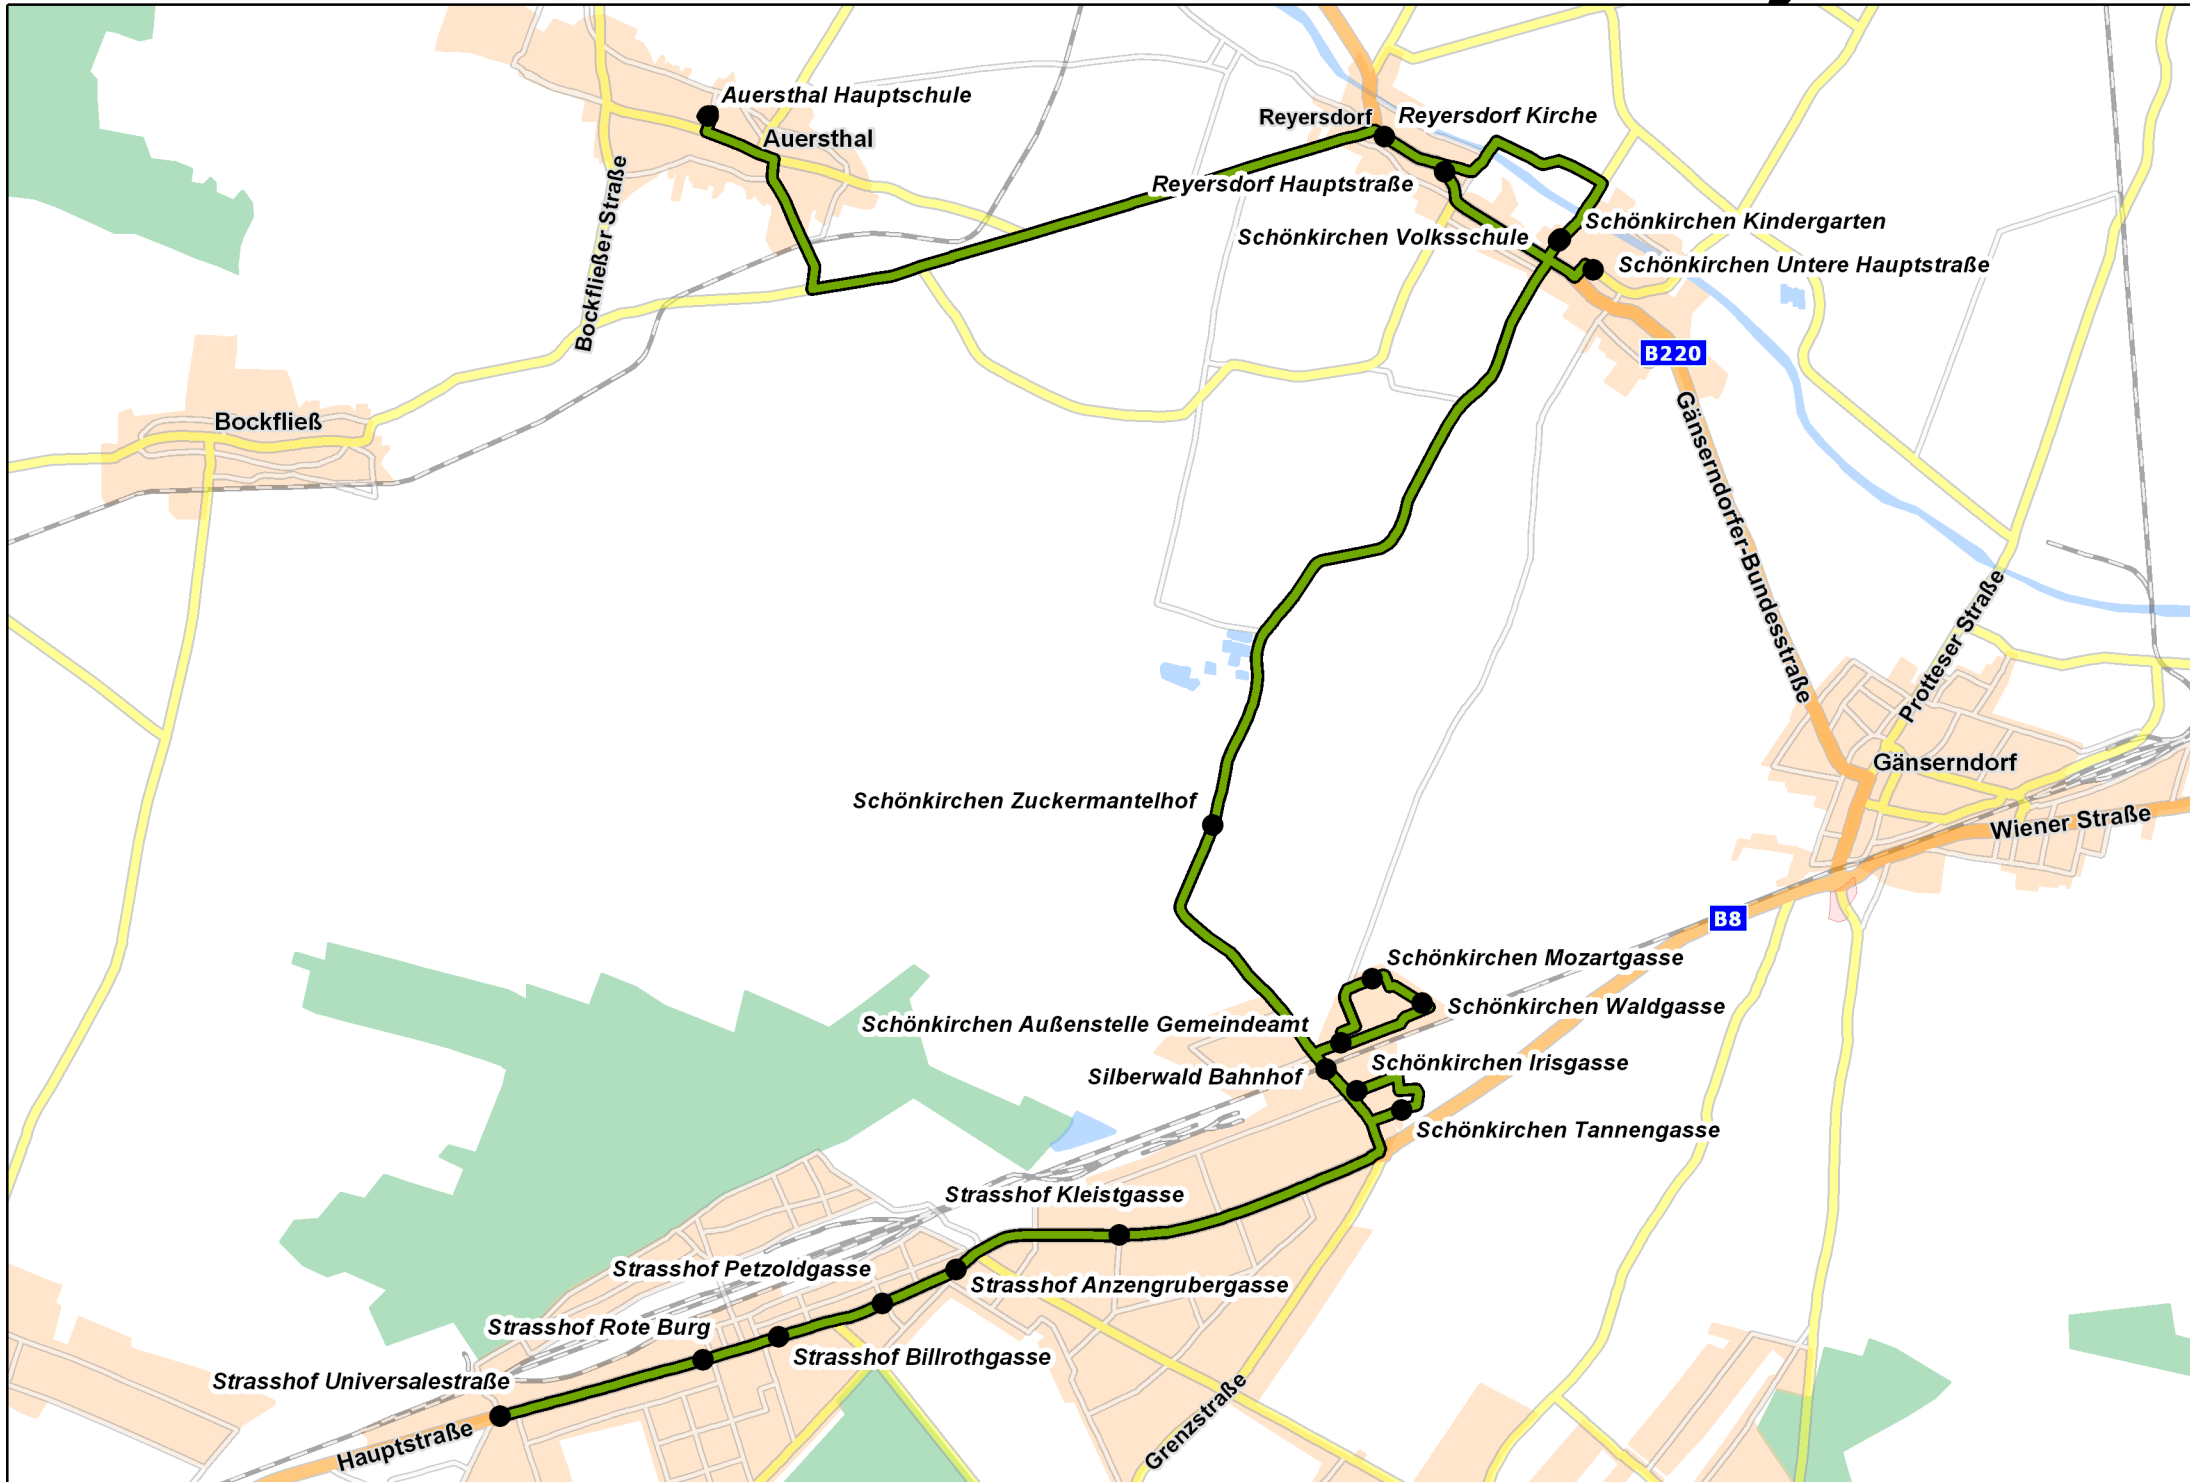 Auersthal Hauptschule
Auersthal
Reyersdorf
Reyersdorf Kirche
Reyersdorf Hauptstraße
Schönkirchen Kindergarten
Schönkirchen Volksschule
Schönkirchen Untere Hauptstraße
Bockfließer Straße
B220
Bockfließ
Gänserndorfer-Bundesstraße
Protteser Straße
Gänserndorf
Schönkirchen Zuckermantelhof
Wiener Straße
B8
Schönkirchen Mozartgasse
Schönkirchen Waldgasse
Schönkirchen Außenstelle Gemeindeamt
Schönkirchen Irisgasse
Silberwald Bahnhof
Schönkirchen Tannengasse
Strasshof Kleistgasse
Strasshof Petzoldgasse
Strasshof Anzengrubergasse
Strasshof Rote Burg
Strasshof Billrothgasse
Strasshof Universalestraße
Hauptstraße
Grenzstraße